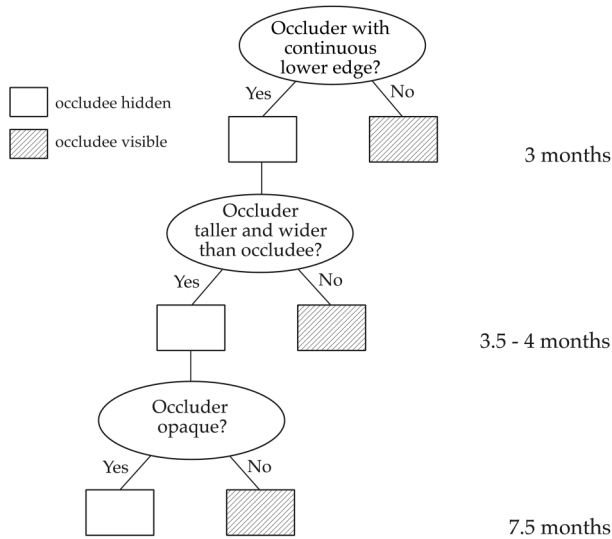 Occluder with
continuous
lower edge?
Yes
No
occludee hidden
occludee visible
3 months
Occluder
taller and wider
than occludee?
Yes
No
3.5 - 4 months
Occluder
opaque?
Yes
No
7.5 months